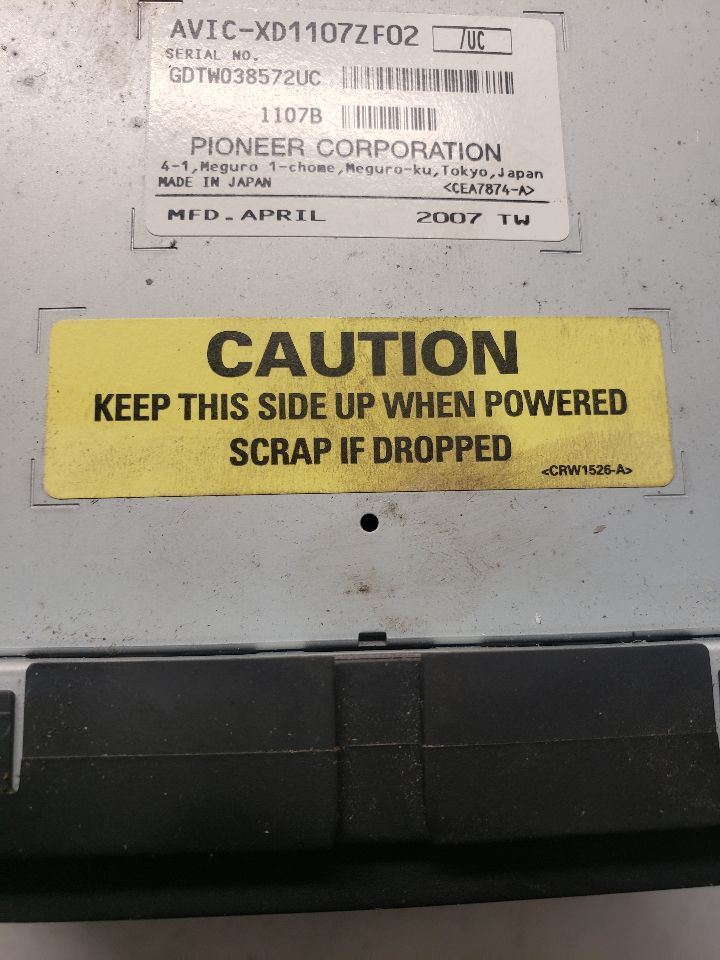 AVIC-XD1107ZF02 /UC
SERIAL NO.
GDTW038572UC
1107B
PIONEER CORPORATION
4-1,Meguro 1-chome,Meguro-ku,Tokyo,Japan
MADE IN JAPAN <CEA7874-A>
MFD.APRIL 2007 TW
CAUTION
KEEP THIS SIDE UP WHEN POWERED
SCRAP IF DROPPED
<CRW1526-A>